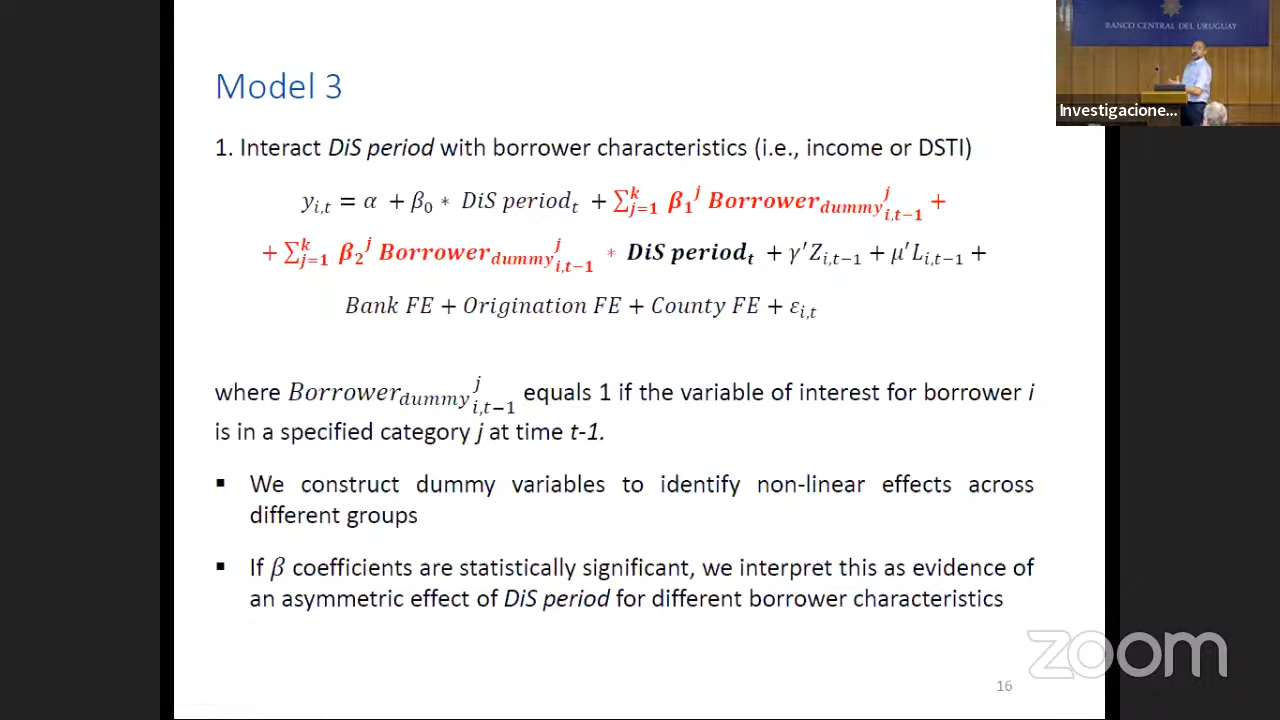 BANCO CENTRAL DEL URUGUAY
Investigacione...
Model 3
1. Interact DiS period with borrower characteristics (i.e., income or DSTI)
y_{i,t} = α + β_0 * DiS period_t + ∑_{j=1}^{k} β_1^j Borrower_{dummy}^j_{i,t−1} +
+ ∑_{j=1}^{k} β_2^j Borrower_{dummy}^j_{i,t−1} * DiS period_t + γ′Z_{i,t−1} + μ′L_{i,t−1} +
Bank FE + Origination FE + County FE + ε_{i,t}
where Borrower_{dummy}^j_{i,t−1} equals 1 if the variable of interest for borrower i
is in a specified category j at time t-1.
▪ We construct dummy variables to identify non-linear effects across
different groups
▪ If β coefficients are statistically significant, we interpret this as evidence of
an asymmetric effect of DiS period for different borrower characteristics
zoom
16